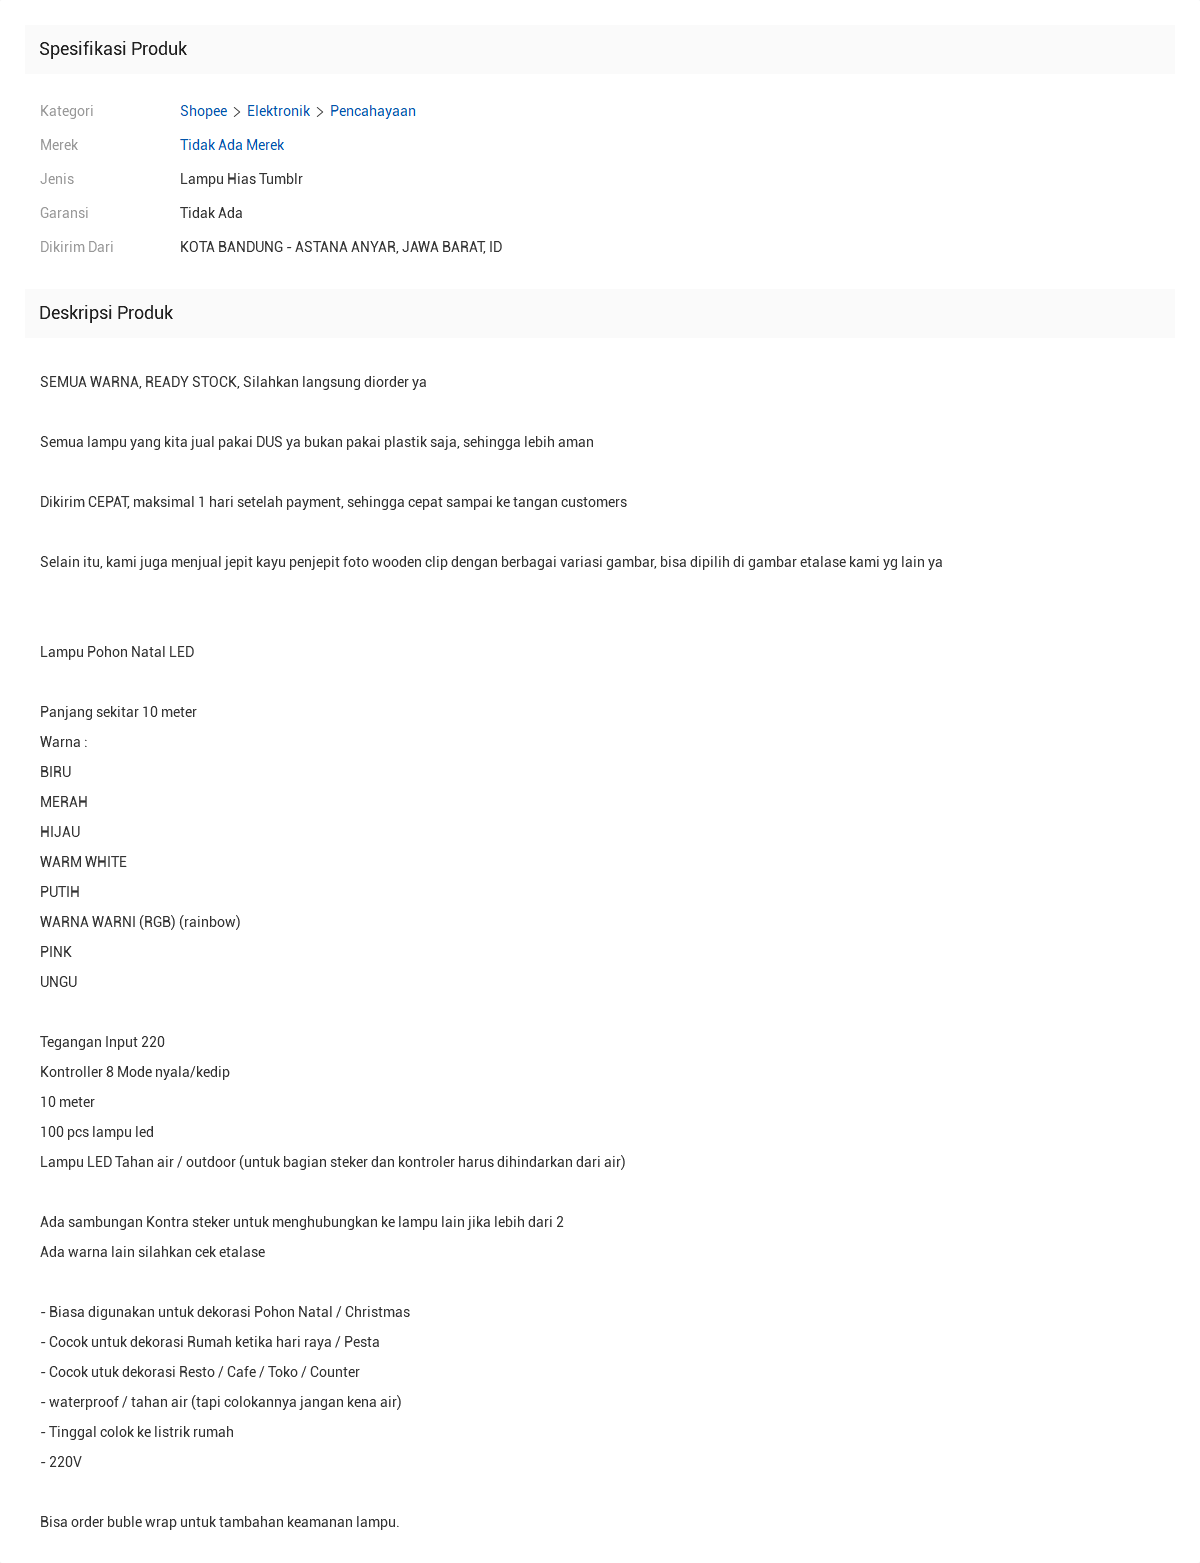 Spesifikasi Produk
Kategori Shopee > Elektronik > Pencahayaan
Merek Tidak Ada Merek
Jenis Lampu Hias Tumblr
Garansi Tidak Ada
Dikirim Dari KOTA BANDUNG - ASTANA ANYAR, JAWA BARAT, ID
Deskripsi Produk
SEMUA WARNA, READY STOCK, Silahkan langsung diorder ya
Semua lampu yang kita jual pakai DUS ya bukan pakai plastik saja, sehingga lebih aman
Dikirim CEPAT, maksimal 1 hari setelah payment, sehingga cepat sampai ke tangan customers
Selain itu, kami juga menjual jepit kayu penjepit foto wooden clip dengan berbagai variasi gambar, bisa dipilih di gambar etalase kami yg lain ya
Lampu Pohon Natal LED
Panjang sekitar 10 meter
Warna :
BIRU
MERAH
HIJAU
WARM WHITE
PUTIH
WARNA WARNI (RGB) (rainbow)
PINK
UNGU
Tegangan Input 220
Kontroller 8 Mode nyala/kedip
10 meter
100 pcs lampu led
Lampu LED Tahan air / outdoor (untuk bagian steker dan kontroler harus dihindarkan dari air)
Ada sambungan Kontra steker untuk menghubungkan ke lampu lain jika lebih dari 2
Ada warna lain silahkan cek etalase
- Biasa digunakan untuk dekorasi Pohon Natal / Christmas
- Cocok untuk dekorasi Rumah ketika hari raya / Pesta
- Cocok utuk dekorasi Resto / Cafe / Toko / Counter
- waterproof / tahan air (tapi colokannya jangan kena air)
- Tinggal colok ke listrik rumah
- 220V
Bisa order buble wrap untuk tambahan keamanan lampu.